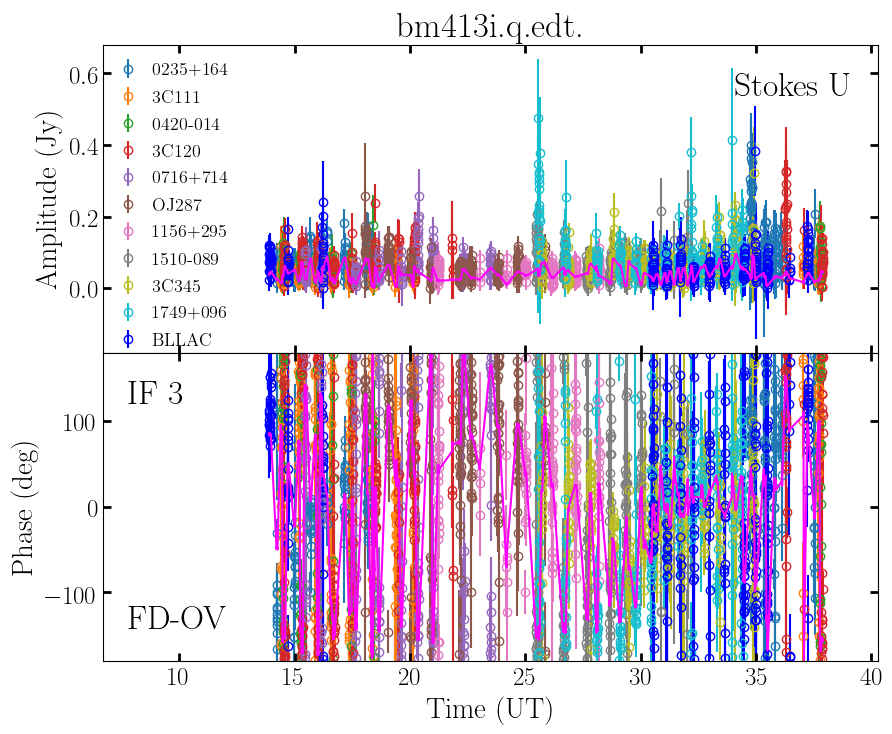 bm413i.q.edt.
Stokes U
0235+164
3C111
0420-014
3C120
0716+714
OJ287
1156+295
1510-089
3C345
1749+096
BLLAC
Amplitude (Jy)
0.6
0.4
0.2
0.0
IF 3
FD-OV
Phase (deg)
100
0
−100
10 15 20 25 30 35 40
Time (UT)